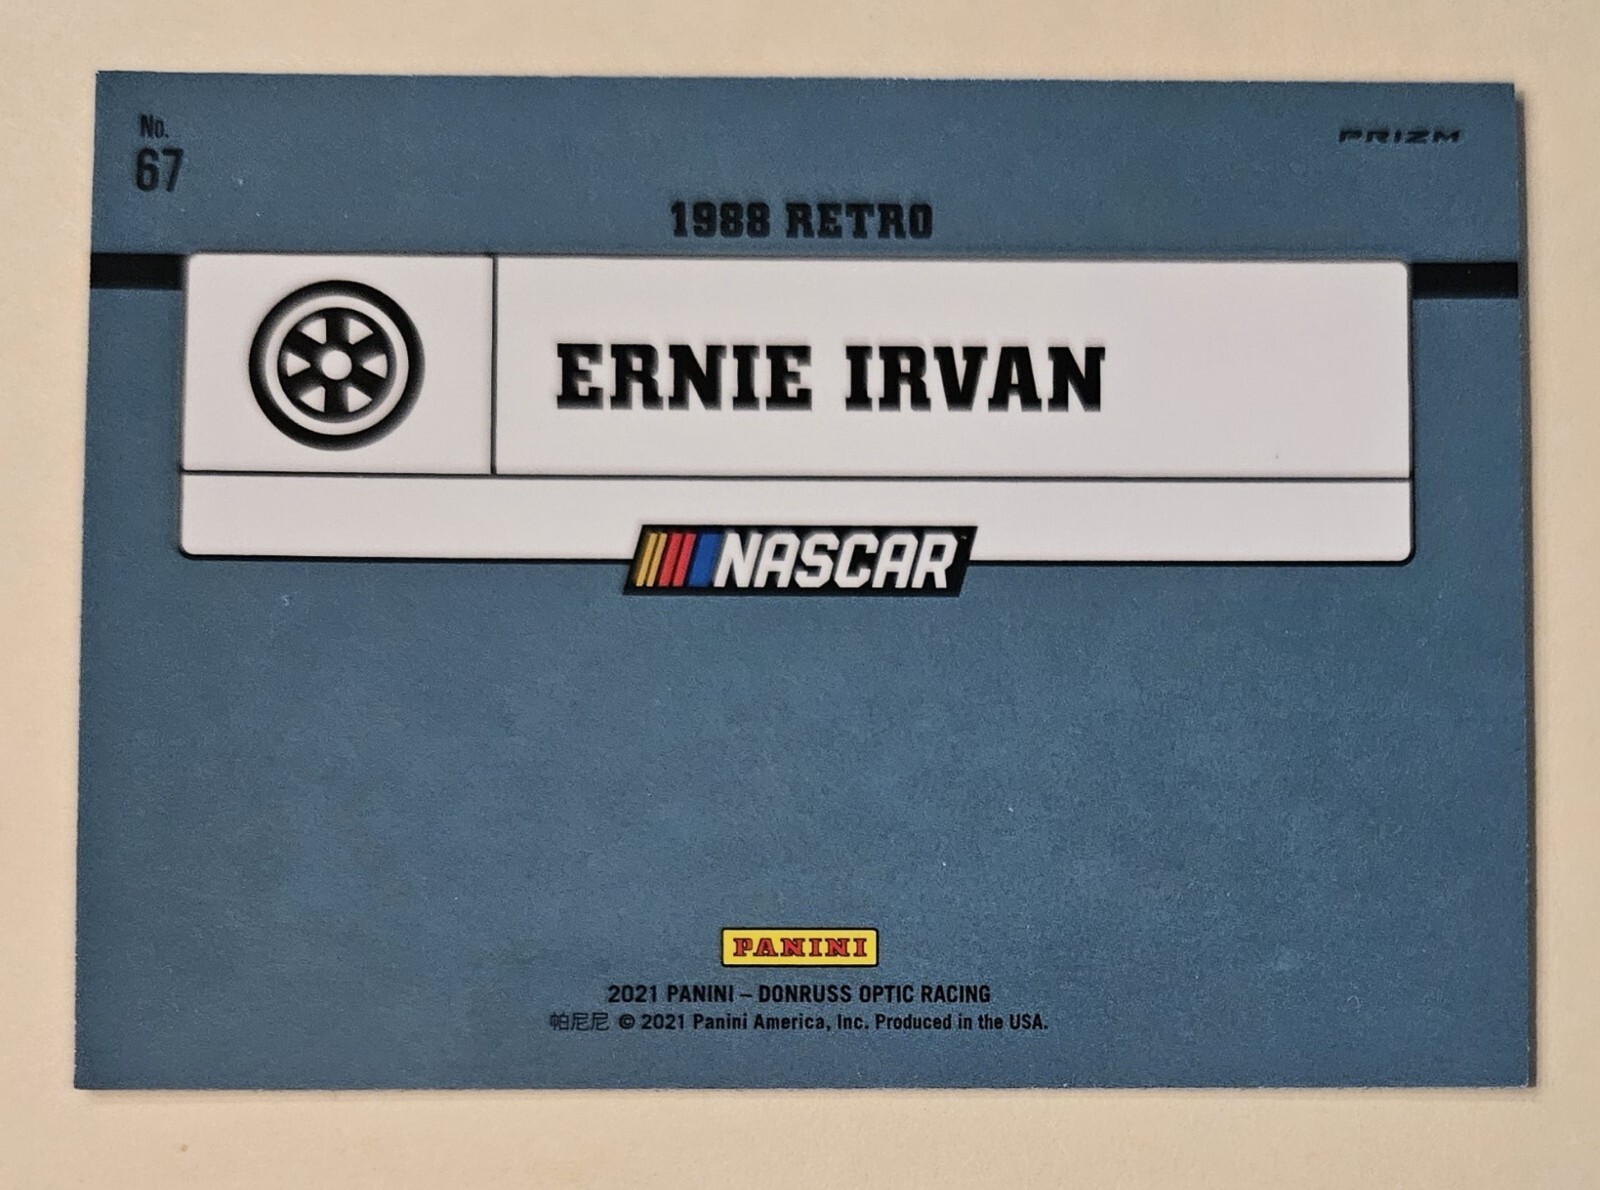 No.
67
PRIZM
1988 RETRO
ERNIE IRVAN
NASCAR
PANINI
2021 PANINI – DONRUSS OPTIC RACING
帕尼尼 © 2021 Panini America, Inc. Produced in the USA.